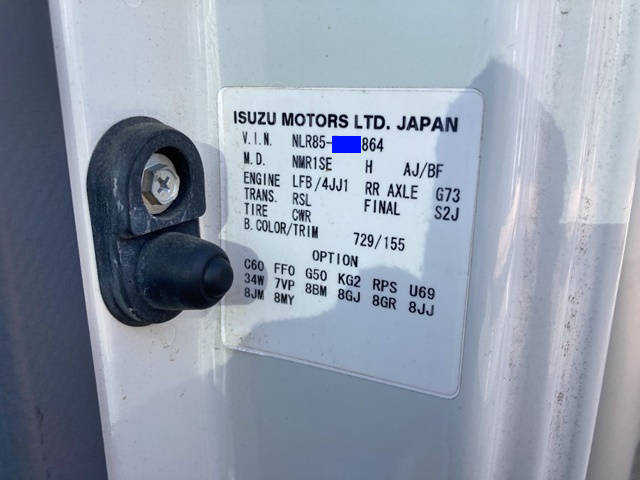 ISUZU MOTORS LTD. JAPAN
V.I.N. NLR85- 864
M.D. NMR1SE H AJ/BF
ENGINE LFB/4JJ1 RR AXLE G73
TRANS. RSL FINAL S2J
TIRE CWR
B.COLOR/TRIM 729/155
OPTION
C60 FF0 G50 KG2 RPS U69
34W 7VP 8BM 8GJ 8GR 8JJ
8JM 8MY